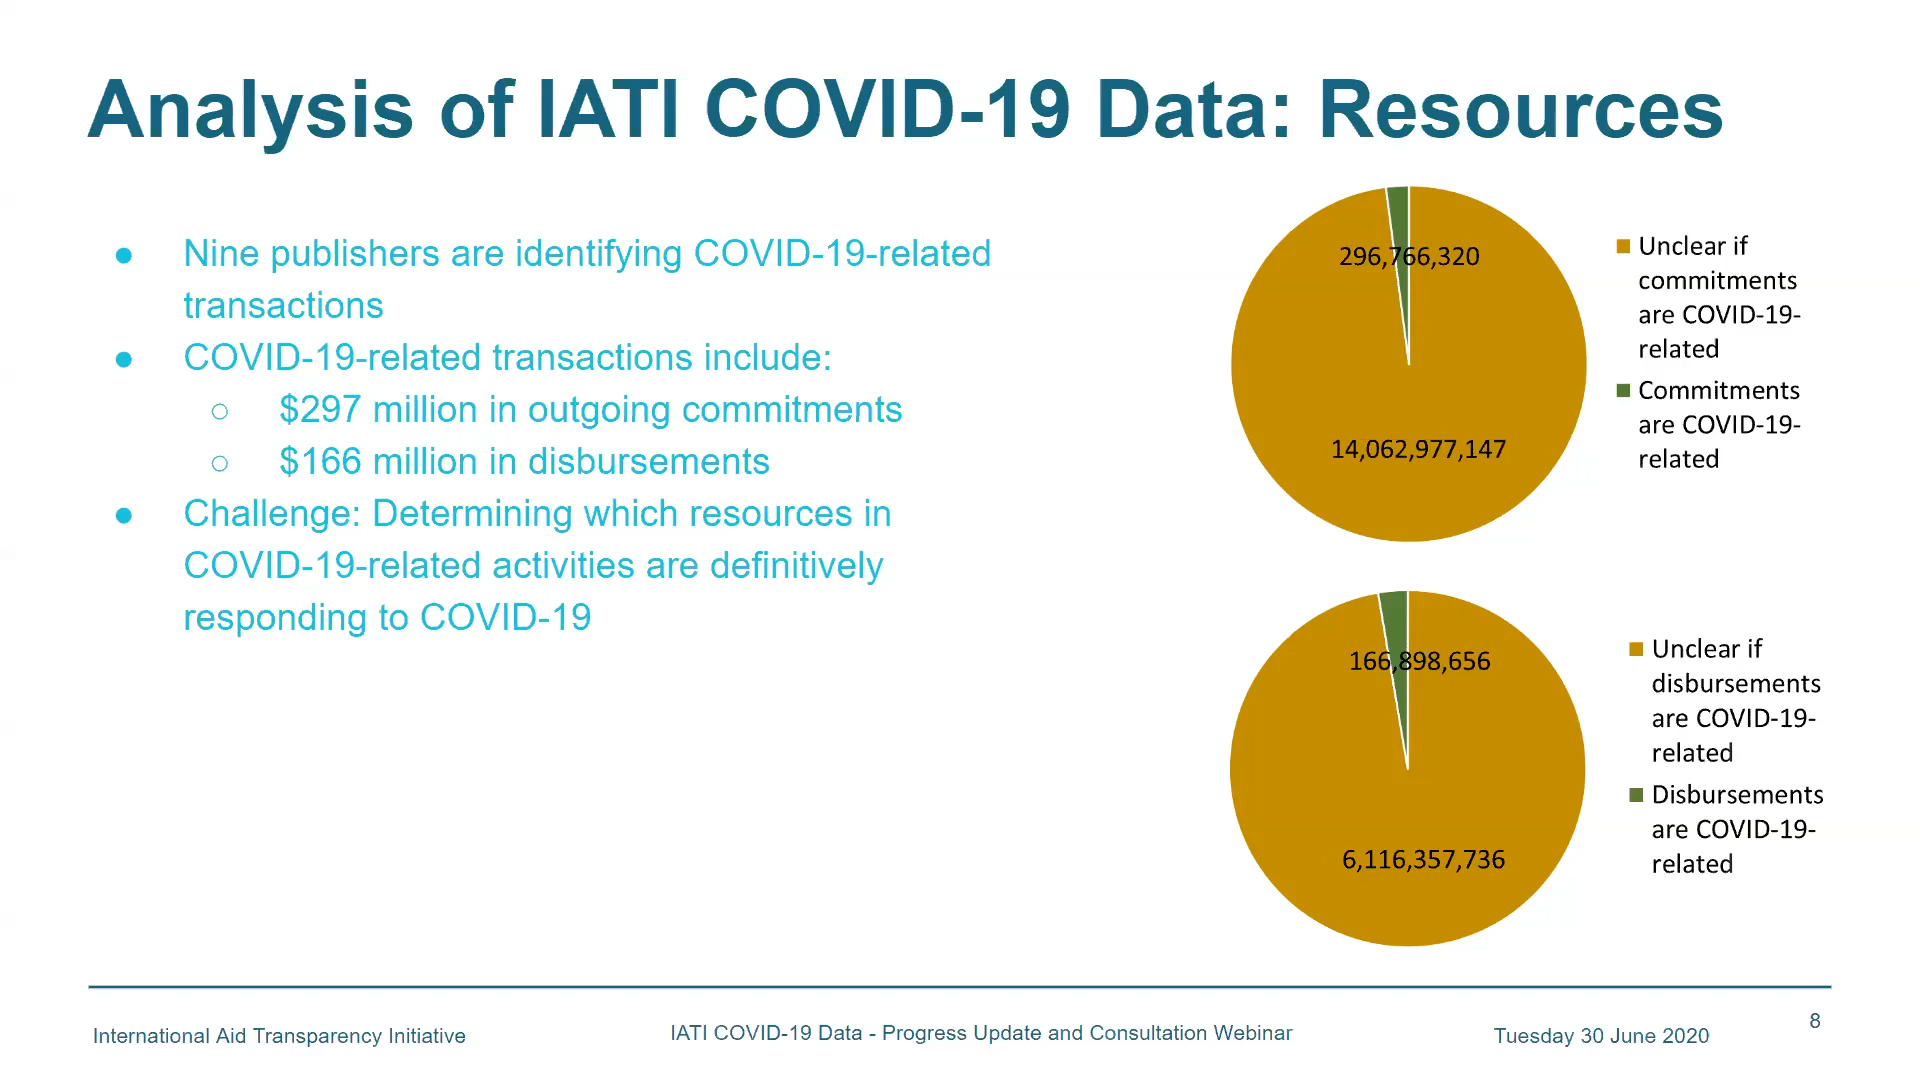 Analysis of IATI COVID-19 Data: Resources
● Nine publishers are identifying COVID-19-related
transactions
● COVID-19-related transactions include:
○ $297 million in outgoing commitments
○ $166 million in disbursements
● Challenge: Determining which resources in
COVID-19-related activities are definitively
responding to COVID-19
296,766,320
14,062,977,147
Unclear if
commitments
are COVID-19-
related
Commitments
are COVID-19-
related
166,898,656
6,116,357,736
Unclear if
disbursements
are COVID-19-
related
Disbursements
are COVID-19-
related
International Aid Transparency Initiative
IATI COVID-19 Data - Progress Update and Consultation Webinar
Tuesday 30 June 2020
8